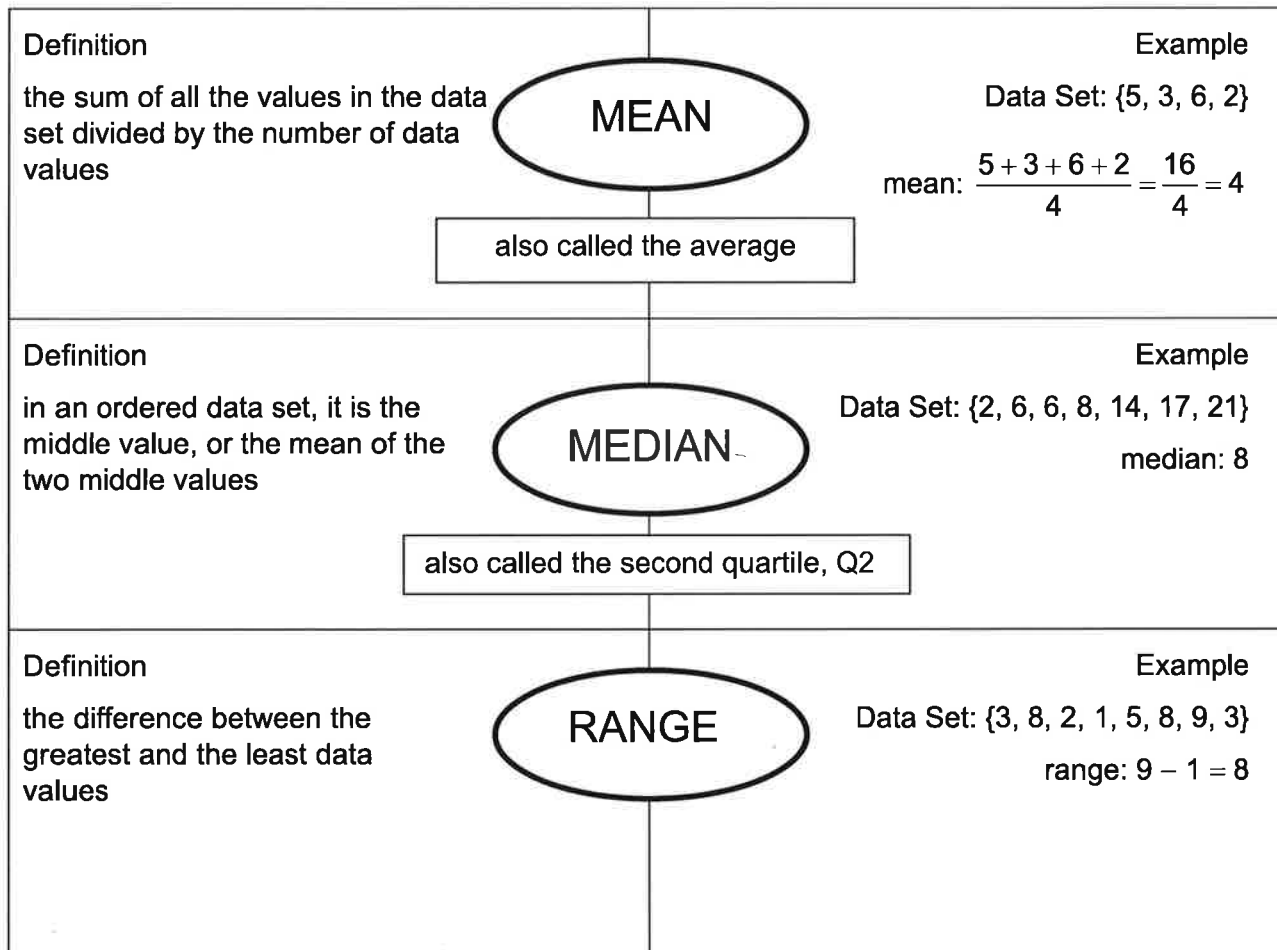 Definition
the sum of all the values in the data
set divided by the number of data
values
MEAN
also called the average
Example
Data Set: {5, 3, 6, 2}
mean: (5 + 3 + 6 + 2)/4 = 16/4 = 4
Definition
in an ordered data set, it is the
middle value, or the mean of the
two middle values
MEDIAN
also called the second quartile, Q2
Example
Data Set: {2, 6, 6, 8, 14, 17, 21}
median: 8
Definition
the difference between the
greatest and the least data
values
RANGE
Example
Data Set: {3, 8, 2, 1, 5, 8, 9, 3}
range: 9 – 1 = 8